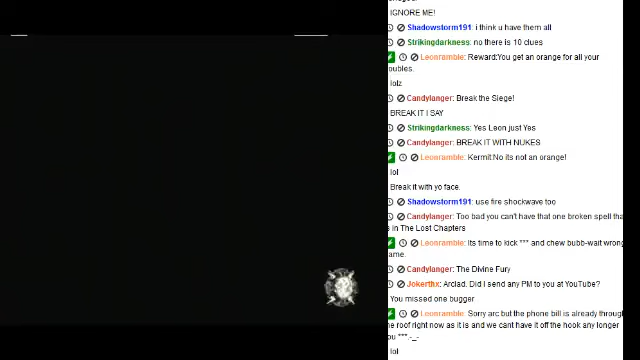 IGNORE ME!
Shadowstorm191: i think u have them all
Strikingdarkness: no there is 10 clues
Leonramble: Reward:You get an orange for all your
oubles.
lolz
Candylanger: Break the Siege!
BREAK IT I SAY
Strikingdarkness: Yes Leon just Yes
Candylanger: BREAK IT WITH NUKES
Leonramble: Kermit:No its not an orange!
lol
Break it with yo face.
Shadowstorm191: use fire shockwave too
Candylanger: Too bad you can't have that one broken spell tha
s in The Lost Chapters
Leonramble: Its time to kick *** and chew bubb-wait wrong
ame.
Candylanger: The Divine Fury
Jokerthx: Arclad. Did I send any PM to you at YouTube?
You missed one bugger
Leonramble: Sorry arc but the phone bill is already through
he roof right now as it is and we cant have it off the hook any longer
ou ***.-_-
lol